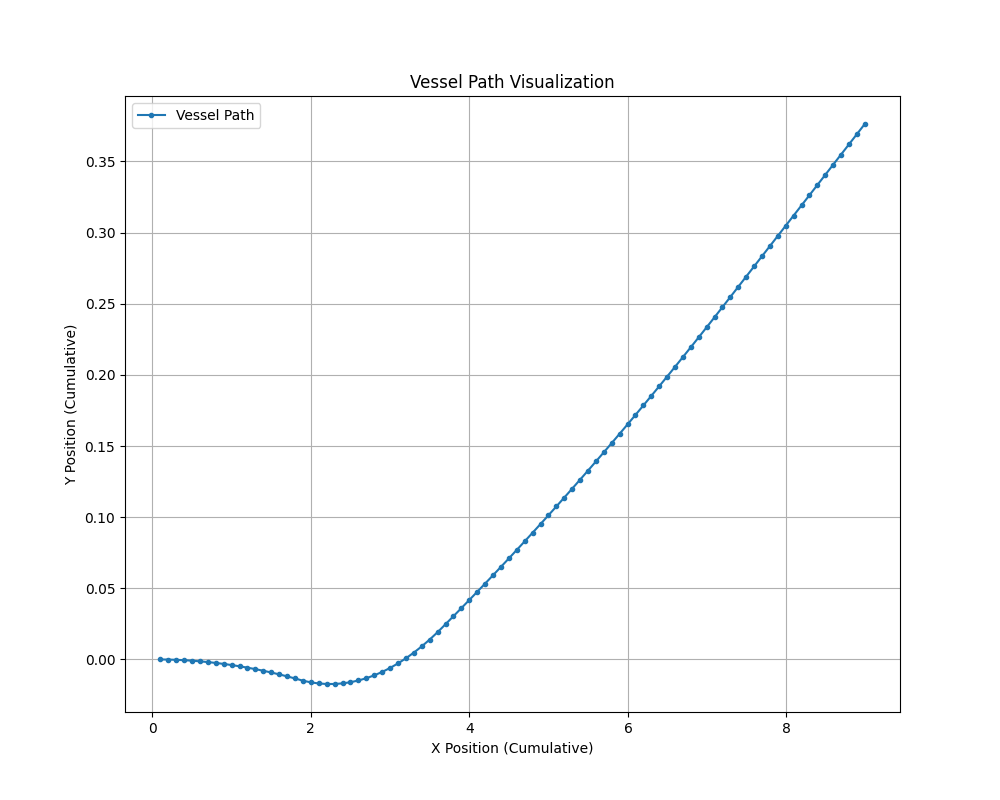 Vessel Path Visualization
Vessel Path
Y Position (Cumulative)
0.35
0.30
0.25
0.20
0.15
0.10
0.05
0.00
0 2 4 6 8
X Position (Cumulative)